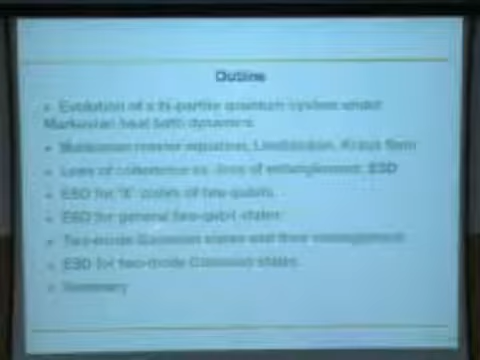 Outline
Evolution of a bi-partite quantum system under
Markovian heat bath dynamics
Markovian master equation, Lindbladian, Kraus form
Loss of coherence vs. loss of entanglement: ESD
ESD for 'X' states of two-qubits
ESD for general two-qubit states
Two-mode Gaussian states and their entanglement
ESD for two-mode Gaussian states
Summary